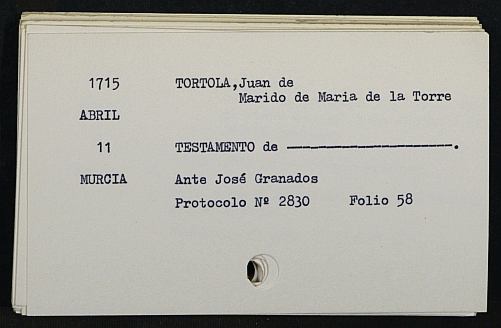 1715 TORTOLA,Juan de
Marido de Maria de la Torre
ABRIL
11 TESTAMENTO de ---------------------.
MURCIA Ante José Granados
Protocolo Nº 2830 Folio 58